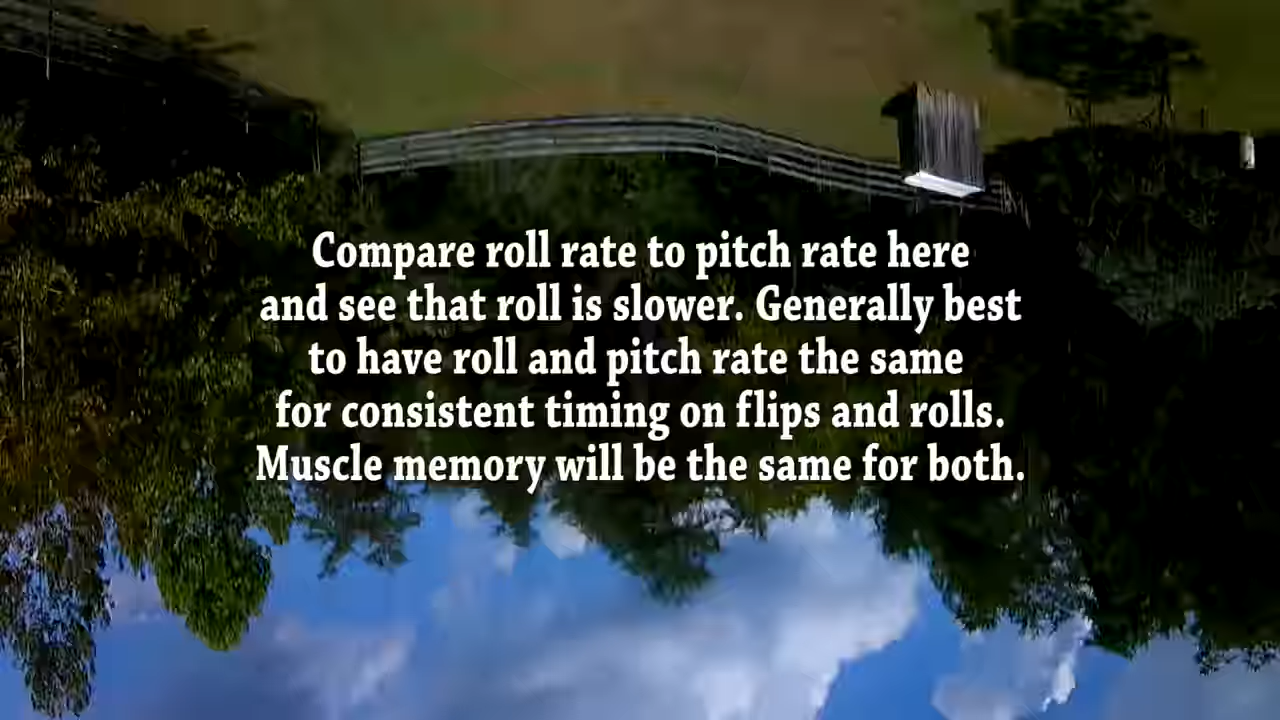 Compare roll rate to pitch rate here
and see that roll is slower. Generally best
to have roll and pitch rate the same
for consistent timing on flips and rolls.
Muscle memory will be the same for both.